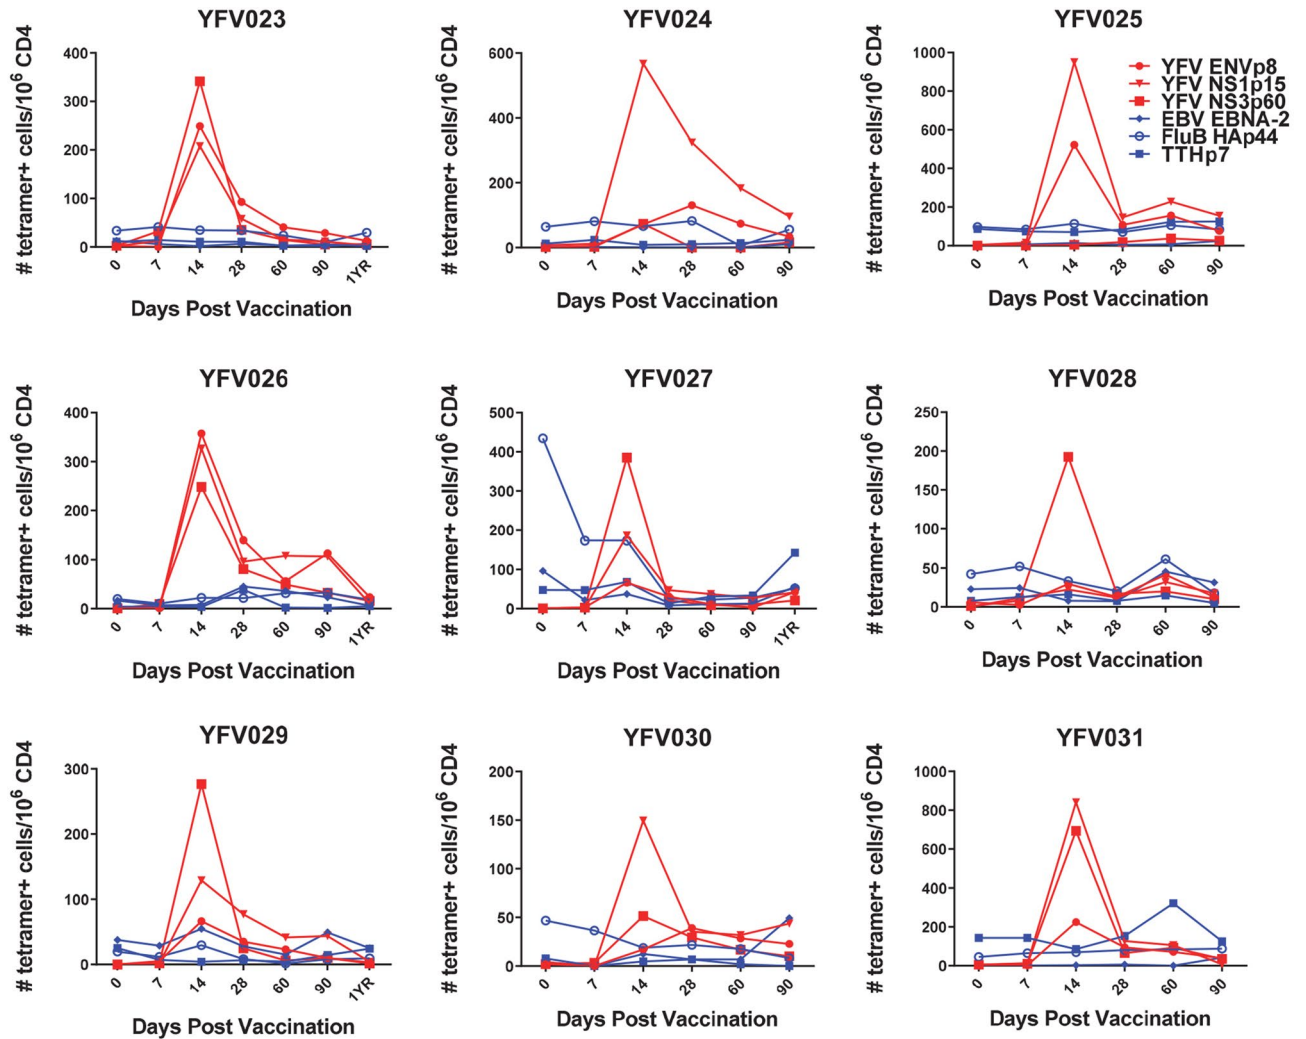 YFV023
# tetramer+ cells/10⁶ CD4
400
300
200
100
0
0 7 14 28 60 90 1YR
Days Post Vaccination
YFV024
# tetramer+ cells/10⁶ CD4
600
400
200
0
0 7 14 28 60 90
Days Post Vaccination
YFV025
# tetramer+ cells/10⁶ CD4
1000
800
600
400
200
0
0 7 14 28 60 90
Days Post Vaccination
YFV ENVp8
YFV NS1p15
YFV NS3p60
EBV EBNA-2
FluB HAp44
TTHp7
YFV026
# tetramer+ cells/10⁶ CD4
400
300
200
100
0
0 7 14 28 60 90 1YR
Days Post Vaccination
YFV027
# tetramer+ cells/10⁶ CD4
500
400
300
200
100
0
0 7 14 28 60 90 1YR
Days Post Vaccination
YFV028
# tetramer+ cells/10⁶ CD4
250
200
150
100
50
0
0 7 14 28 60 90
Days Post Vaccination
YFV029
# tetramer+ cells/10⁶ CD4
300
200
100
0
0 7 14 28 60 90 1YR
Days Post Vaccination
YFV030
# tetramer+ cells/10⁶ CD4
200
150
100
50
0
0 7 14 28 60 90
Days Post Vaccination
YFV031
# tetramer+ cells/10⁶ CD4
1000
800
600
400
200
0
0 7 14 28 60 90
Days Post Vaccination